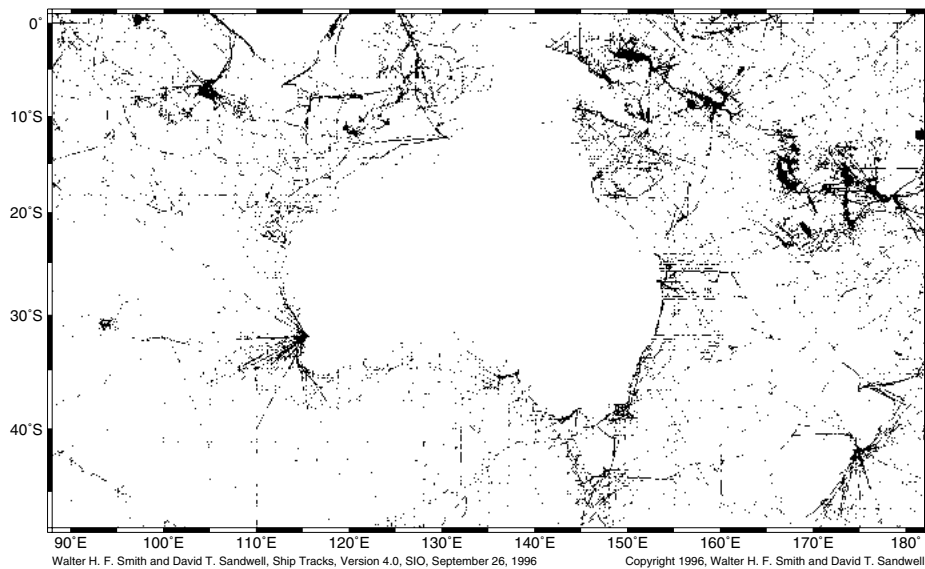 0°
10°S
20°S
30°S
40°S
90°E 100°E 110°E 120°E 130°E 140°E 150°E 160°E 170°E 180°
Walter H. F. Smith and David T. Sandwell, Ship Tracks, Version 4.0, SIO, September 26, 1996 Copyright 1996, Walter H. F. Smith and David T. Sandwell